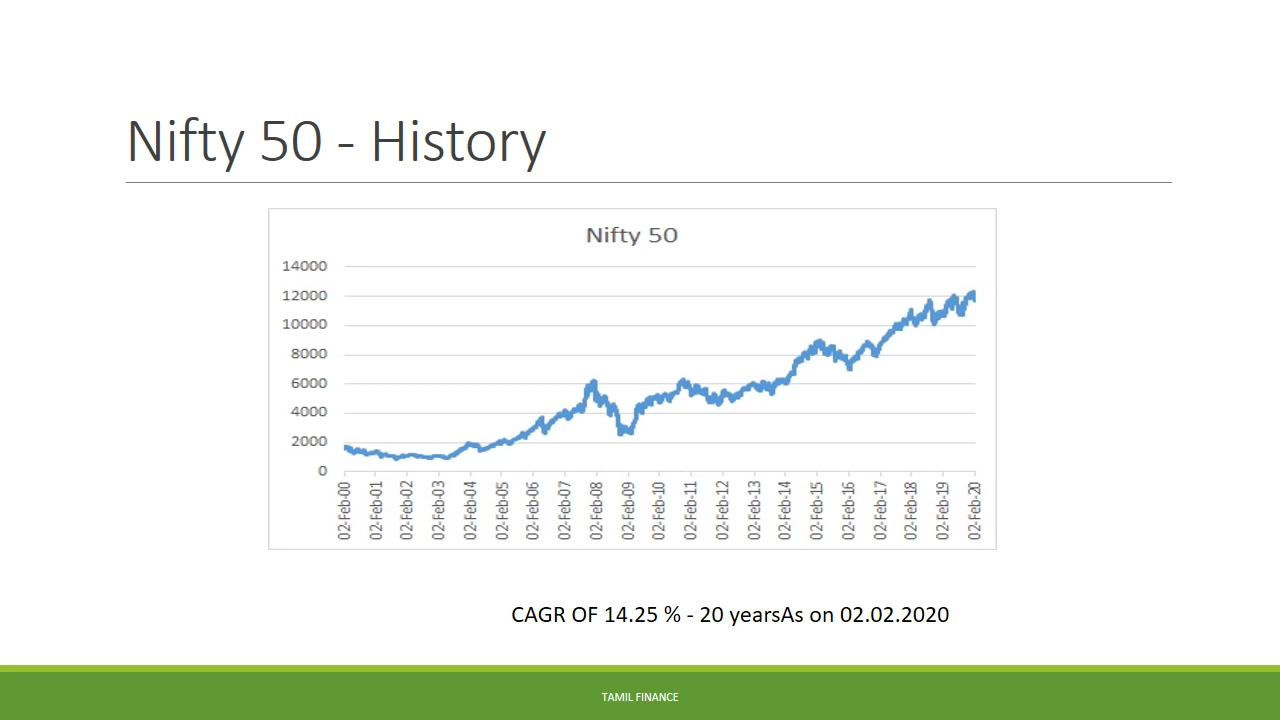 Nifty 50 - History
Nifty 50
14000
12000
10000
8000
6000
4000
2000
0
02-Feb-00
02-Feb-01
02-Feb-02
02-Feb-03
02-Feb-04
02-Feb-05
02-Feb-06
02-Feb-07
02-Feb-08
02-Feb-09
02-Feb-10
02-Feb-11
02-Feb-12
02-Feb-13
02-Feb-14
02-Feb-15
02-Feb-16
02-Feb-17
02-Feb-18
02-Feb-19
02-Feb-20
CAGR OF 14.25 % - 20 yearsAs on 02.02.2020
TAMIL FINANCE